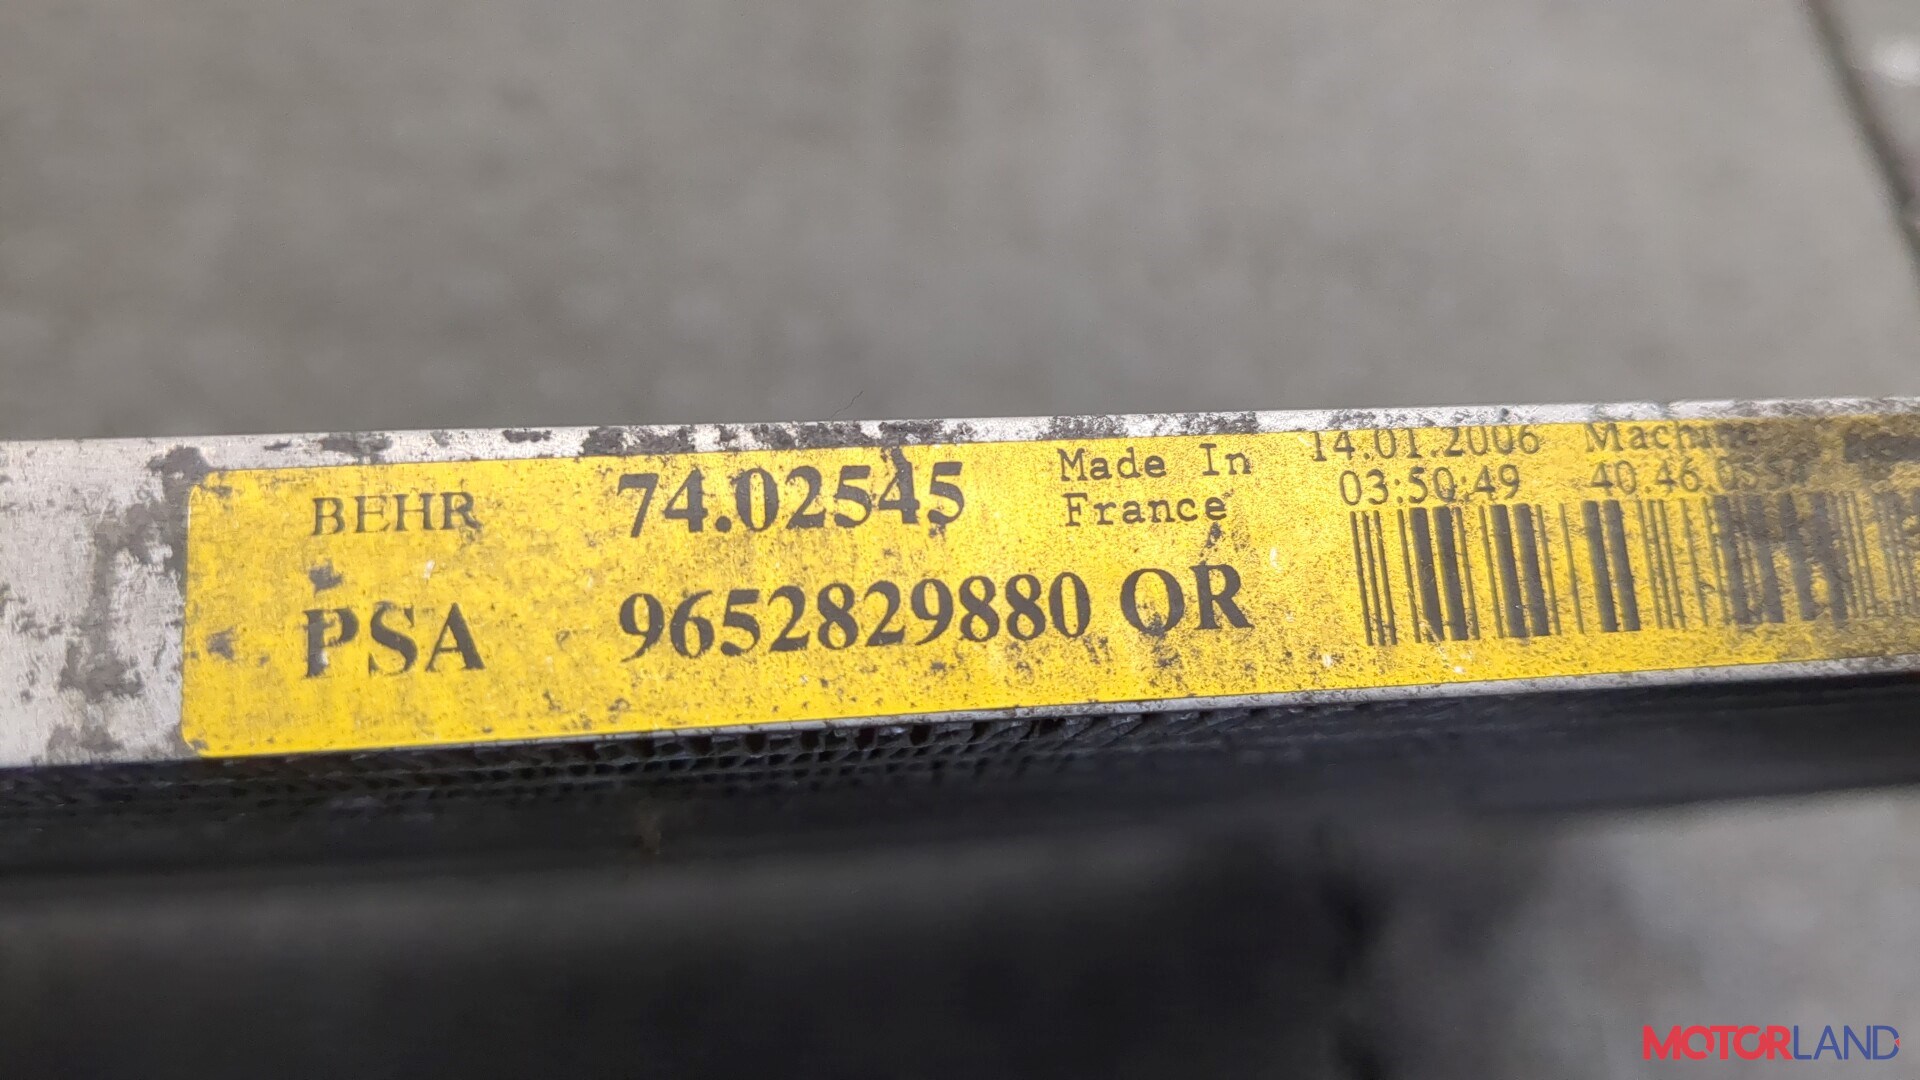 BEHR 74.02545 Made In France 14.01.2006
03:50:49
PSA 9652829880 OR
MOTORLAND